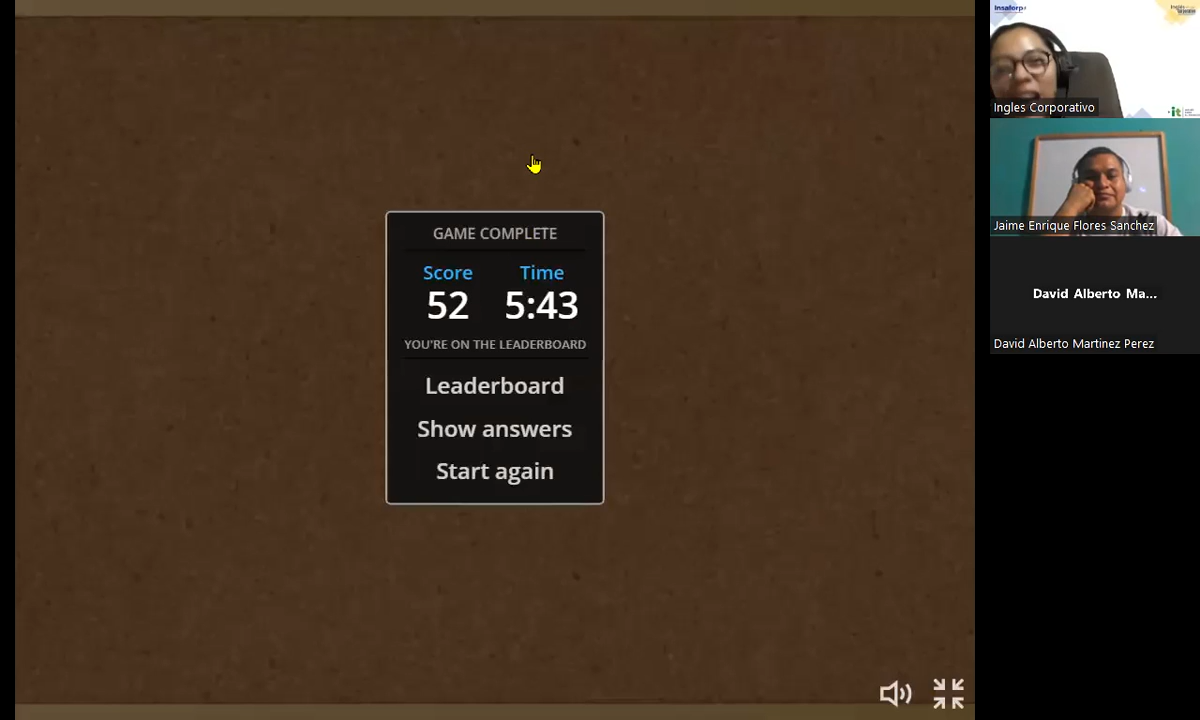 GAME COMPLETE
Score Time
52 5:43
YOU'RE ON THE LEADERBOARD
Leaderboard
Show answers
Start again
Insaforp
Ingles Corporativo
Jaime Enrique Flores Sanchez
David Alberto Ma...
David Alberto Martinez Perez